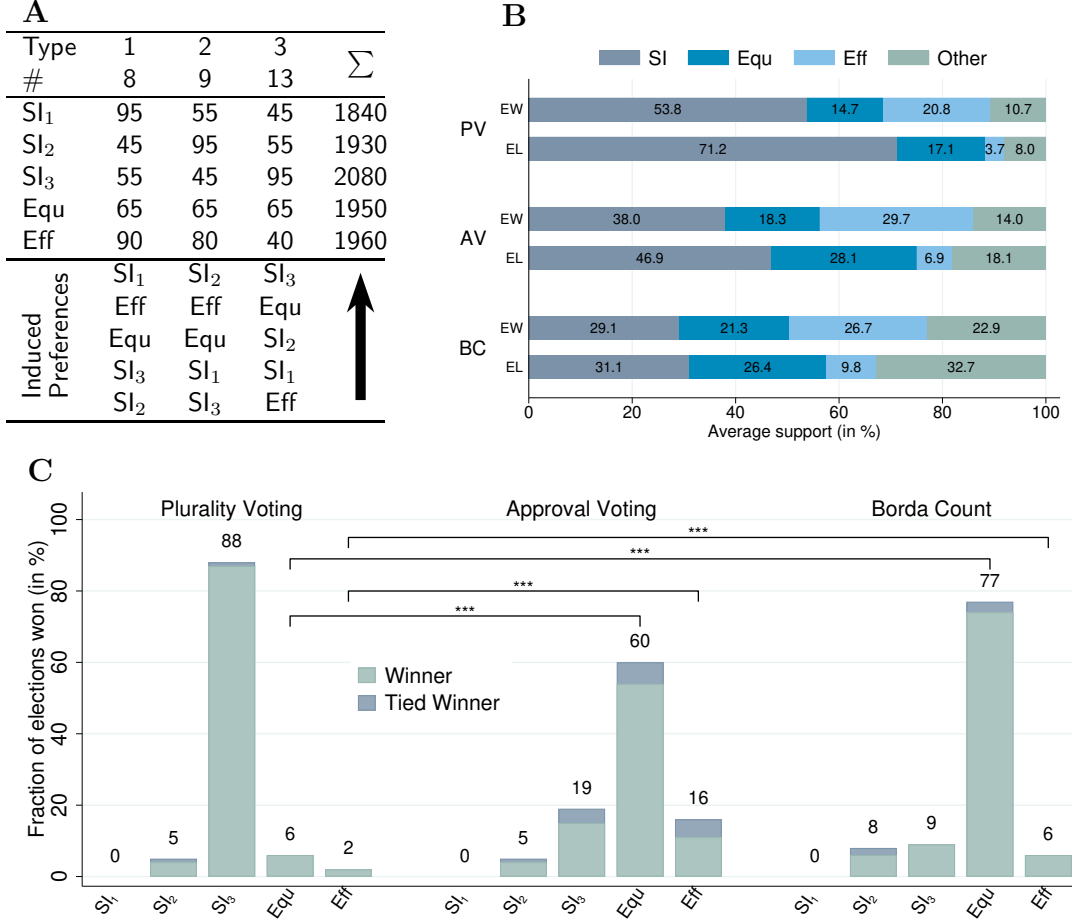 A
Type 1 2 3 ∑
# 8 9 13
SI₁ 95 55 45 1840
SI₂ 45 95 55 1930
SI₃ 55 45 95 2080
Equ 65 65 65 1950
Eff 90 80 40 1960
Induced
Preferences
SI₁ SI₂ SI₃
Eff Eff Equ
Equ Equ SI₂
SI₃ SI₁ SI₁
SI₂ SI₃ Eff
B
SI Equ Eff Other
PV
EW 53.8 14.7 20.8 10.7
EL 71.2 17.1 3.7 8.0
AV
EW 38.0 18.3 29.7 14.0
EL 46.9 28.1 6.9 18.1
BC
EW 29.1 21.3 26.7 22.9
EL 31.1 26.4 9.8 32.7
0 20 40 60 80 100
Average support (in %)
C
Plurality Voting Approval Voting Borda Count
Fraction of elections won (in %)
100
80
60
40
20
0
***
***
***
***
Winner
Tied Winner
0 5 88 6 2
0 5 19 60 16
0 8 9 77 6
SI₁ SI₂ SI₃ Equ Eff SI₁ SI₂ SI₃ Equ Eff SI₁ SI₂ SI₃ Equ Eff